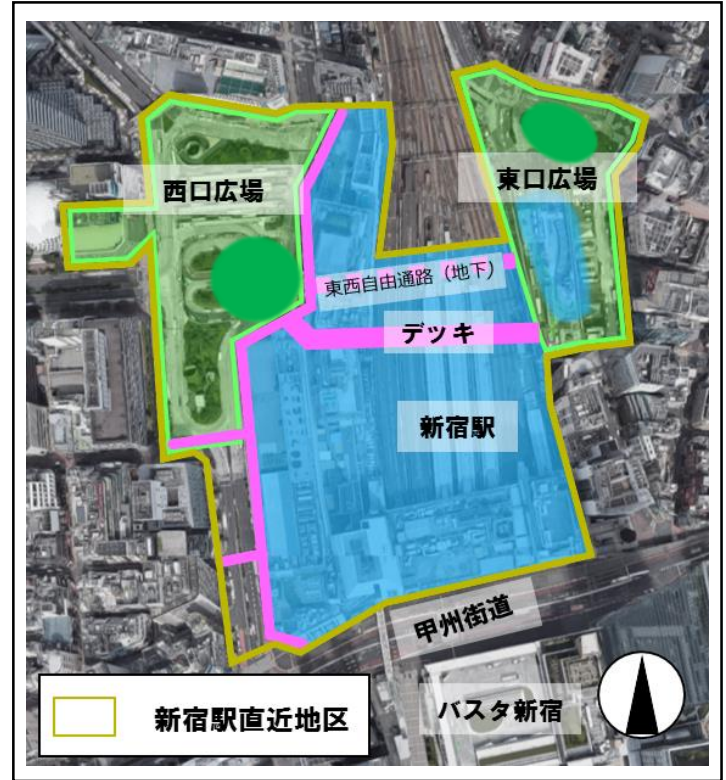 西口広場
東口広場
東西自由通路（地下）
デッキ
新宿駅
甲州街道
バスタ新宿
新宿駅直近地区